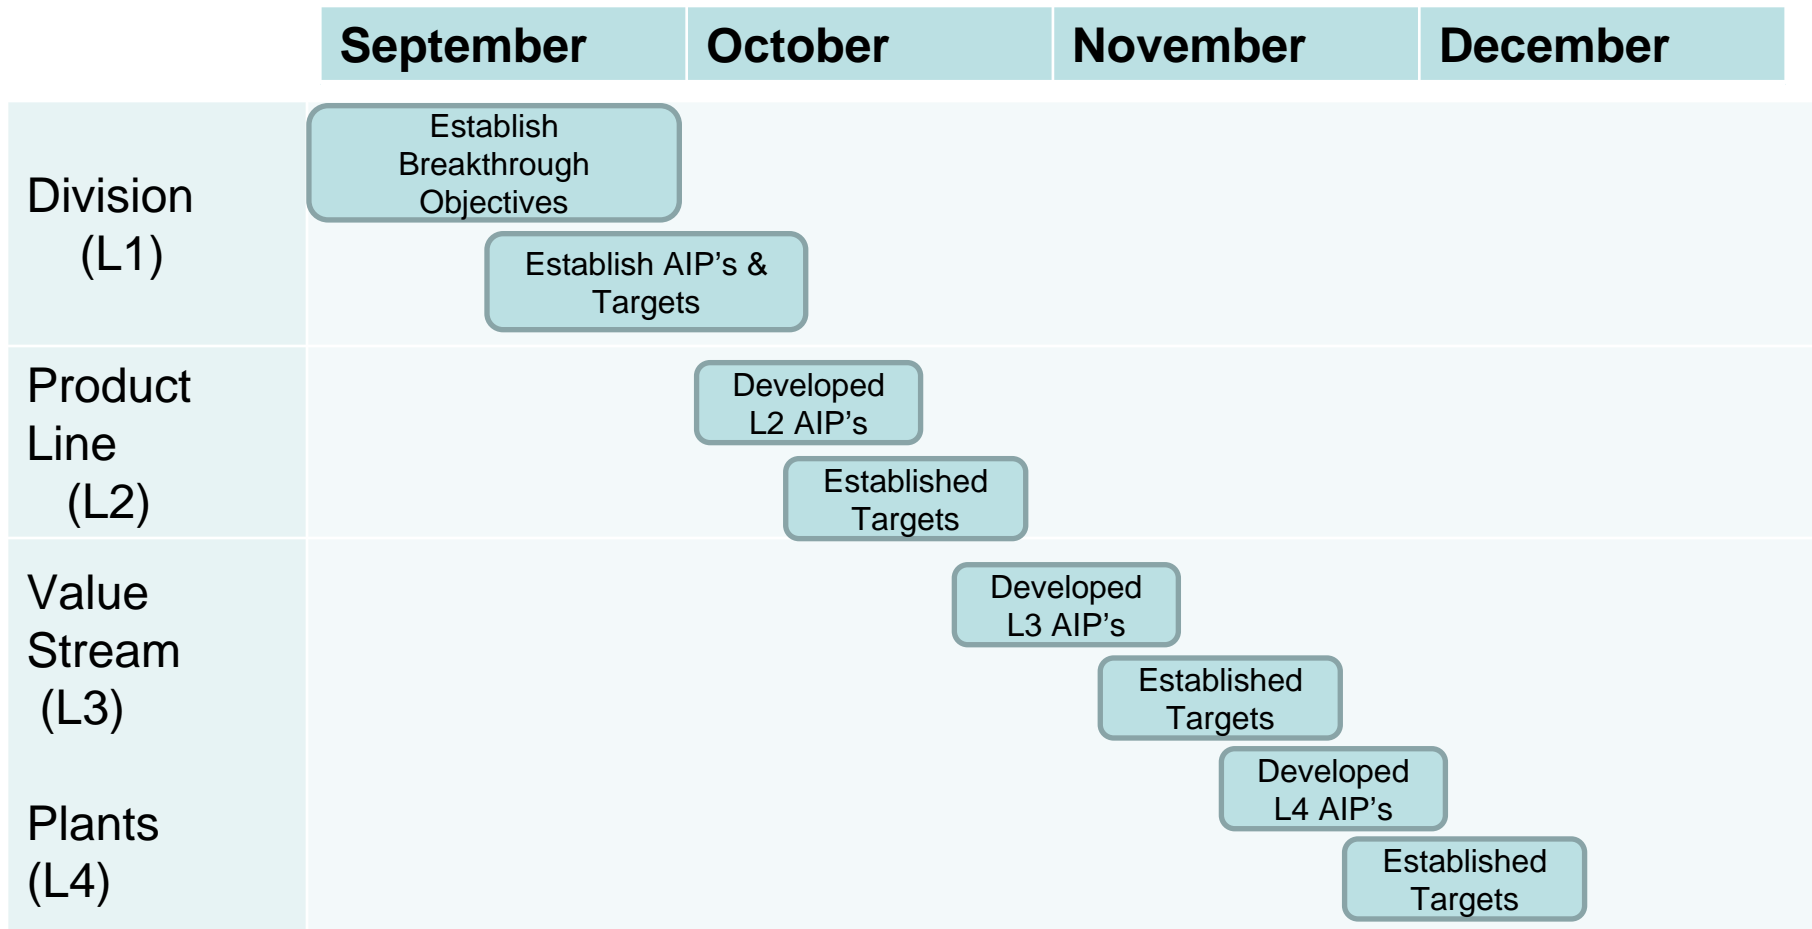 September October November December
Division
(L1)
Establish
Breakthrough
Objectives
Establish AIP’s &
Targets
Product
Line
(L2)
Developed
L2 AIP’s
Established
Targets
Value
Stream
(L3)
Developed
L3 AIP’s
Established
Targets
Plants
(L4)
Developed
L4 AIP’s
Established
Targets